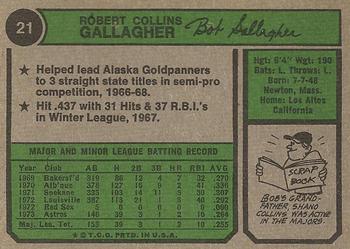 21
ROBERT COLLINS
GALLAGHER
Bob Gallagher
★ Helped lead Alaska Goldpanners
to 3 straight state titles in semi-pro
competition, 1966-68.
★ Hit .437 with 31 Hits & 37 R.B.I.'s
in Winter League, 1967.
Hgt: 6'4" Wgt: 190
Bats: L. Throws: L.
Born: 7-7-48
Newton, Mass.
Home: Los Altos
California
MAJOR AND MINOR LEAGUE BATTING RECORD
YEAR CLUB AB H 2B 3B HR RBI AVG.
1969 Bakersf'd
1970 Alb'que
1971 Spokane
1972 Louisville
1972 Red Sox
1973 Astros
Maj. Lea. Tot.
© T.C.G. PRTD. IN U.S.A.
SCRAP
BOOK
BOB'S GRAND-
FATHER, SHANO
COLLINS WAS ACTIVE
IN THE MAJORS.